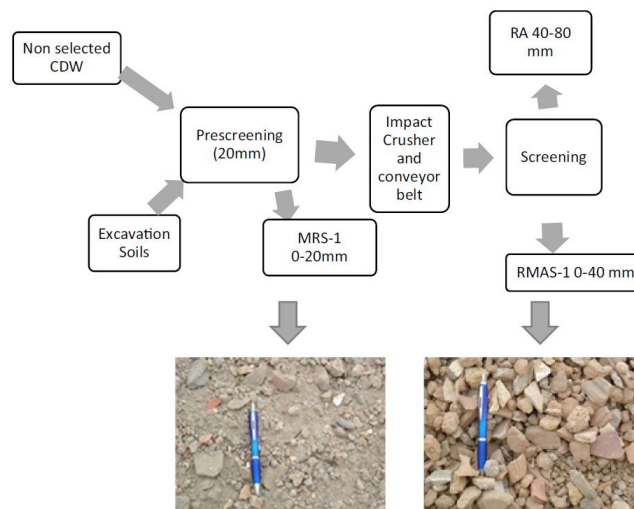 Non selected
CDW
Excavation
Soils
Prescreening
(20mm)
MRS-1
0-20mm
Impact
Crusher
and
conveyor
belt
Screening
RA 40-80
mm
RMAS-1 0-40 mm